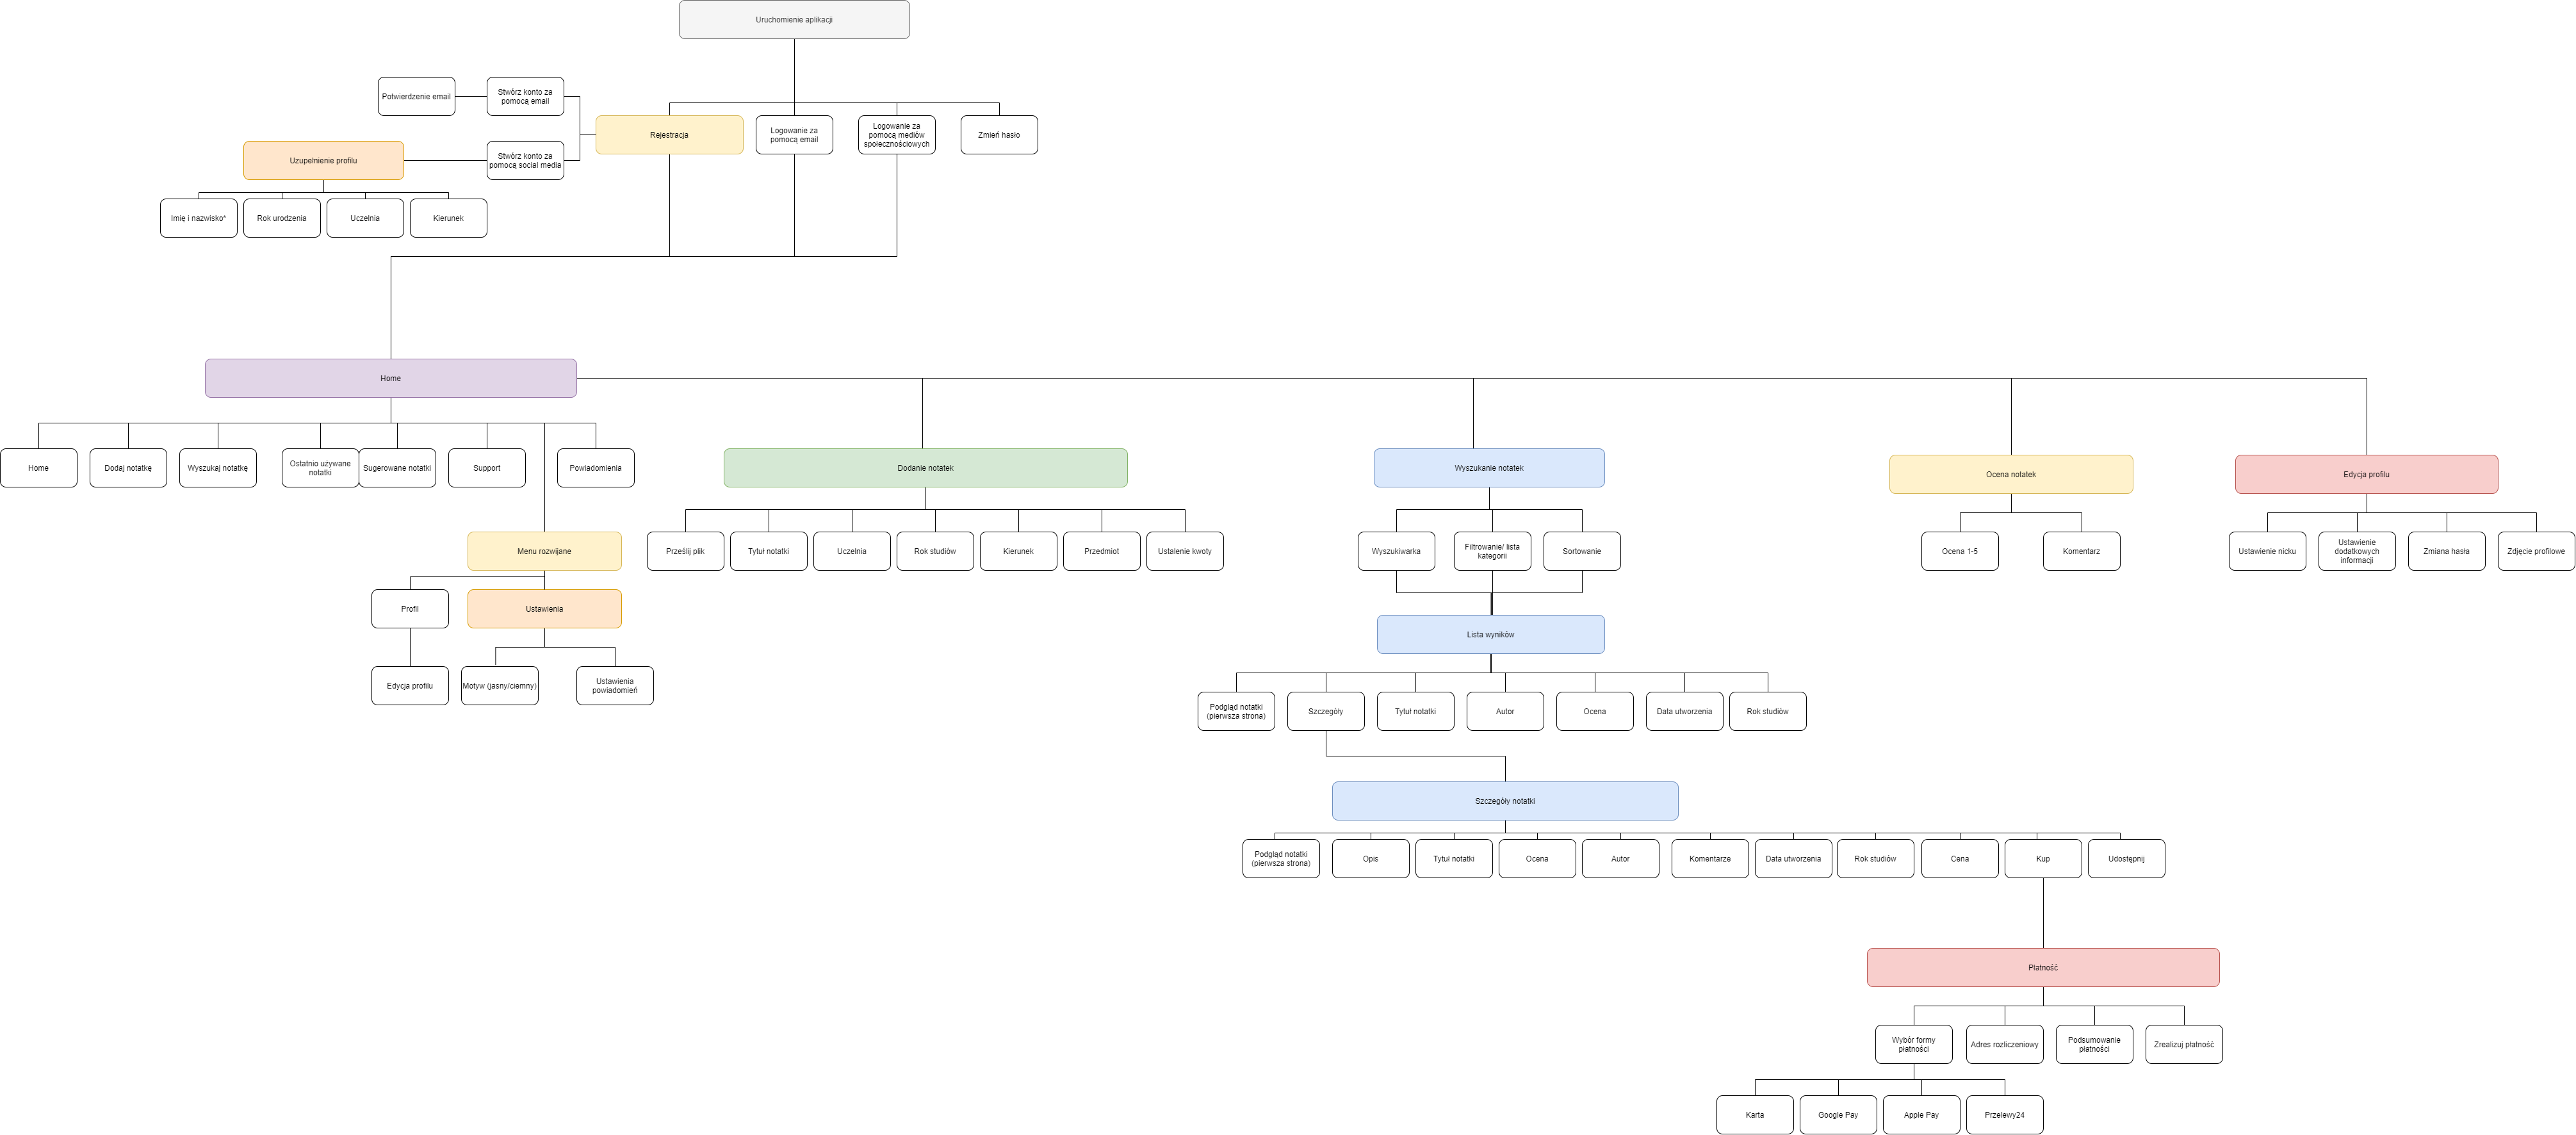 Uruchomienie aplikacji
Potwierdzenie email
Stwórz konto za
pomocą email
Rejestracja
Logowanie za
pomocą email
Logowanie za
pomocą mediów
społecznościowych
Zmień hasło
Uzupełnienie profilu
Stwórz konto za
pomocą social media
Imię i nazwisko*
Rok urodzenia
Uczelnia
Kierunek
Home
Home
Dodaj notatkę
Wyszukaj notatkę
Ostatnio używane
notatki
Sugerowane notatki
Support
Powiadomienia
Menu rozwijane
Profil
Ustawienia
Edycja profilu
Motyw (jasny/ciemny)
Ustawienia
powiadomień
Dodanie notatek
Prześlij plik
Tytuł notatki
Uczelnia
Rok studiów
Kierunek
Przedmiot
Ustalenie kwoty
Wyszukanie notatek
Wyszukiwarka
Filtrowanie/ lista
kategorii
Sortowanie
Lista wyników
Podgląd notatki
(pierwsza strona)
Szczegóły
Tytuł notatki
Autor
Ocena
Data utworzenia
Rok studiów
Szczegóły notatki
Podgląd notatki
(pierwsza strona)
Opis
Tytuł notatki
Ocena
Autor
Komentarze
Data utworzenia
Rok studiów
Cena
Kup
Udostępnij
Płatność
Wybór formy
płatności
Adres rozliczeniowy
Podsumowanie
płatności
Zrealizuj płatność
Karta
Google Pay
Apple Pay
Przelewy24
Ocena notatek
Ocena 1-5
Komentarz
Edycja profilu
Ustawienie nicku
Ustawienie
dodatkowych
informacji
Zmiana hasła
Zdjęcie profilowe